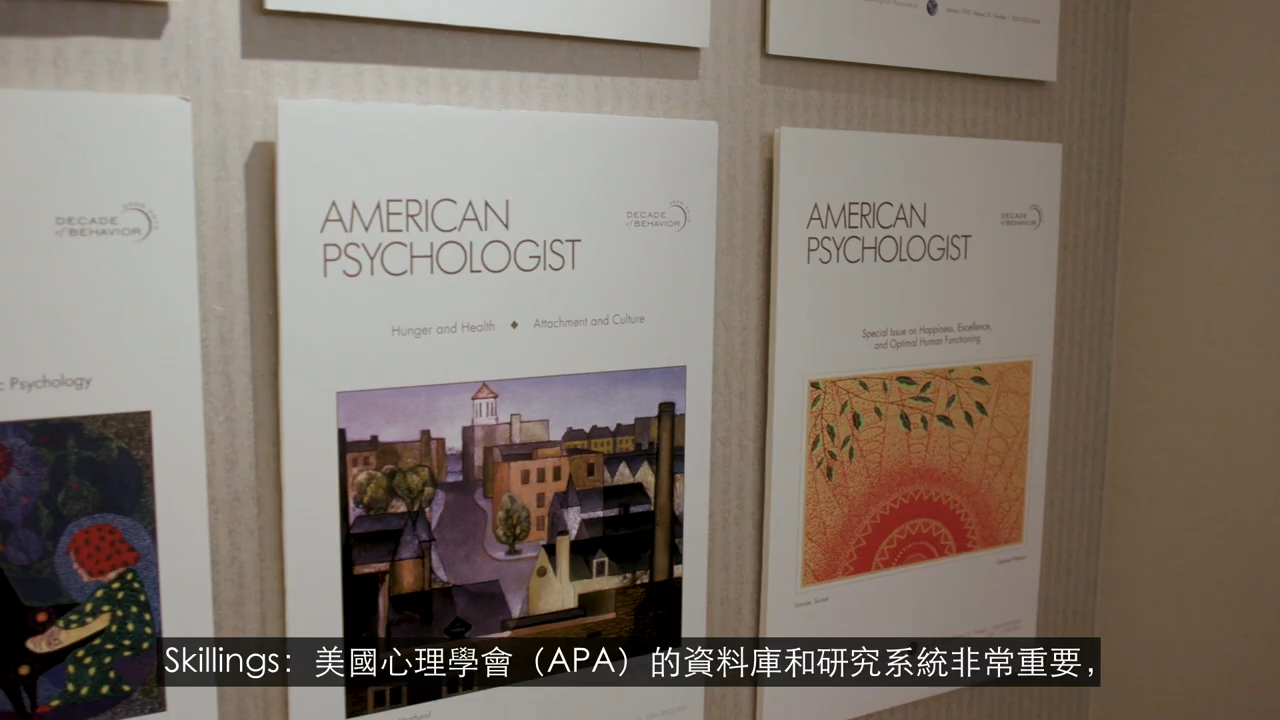 DECADE
of BEHAVIOR
c Psychology
AMERICAN
PSYCHOLOGIST
DECADE
of BEHAVIOR
Hunger and Health ◆ Attachment and Culture
AMERICAN
PSYCHOLOGIST
DECADE
of BEHAVIOR
Special Issue on Happiness, Excellence,
and Optimal Human Functioning
Skillings：美國心理學會（APA）的資料庫和研究系統非常重要，